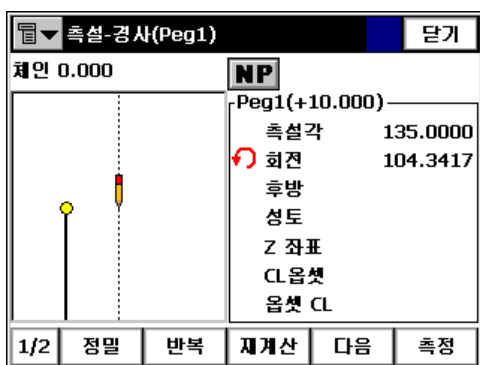 측설-경사(Peg1)
닫기
체인 0.000
NP
Peg1(+10.000)
측설각 135.0000
회전 104.3417
후방
성토
Z 좌표
CL옵셋
옵셋 CL
1/2 정밀 반복 재계산 다음 측정